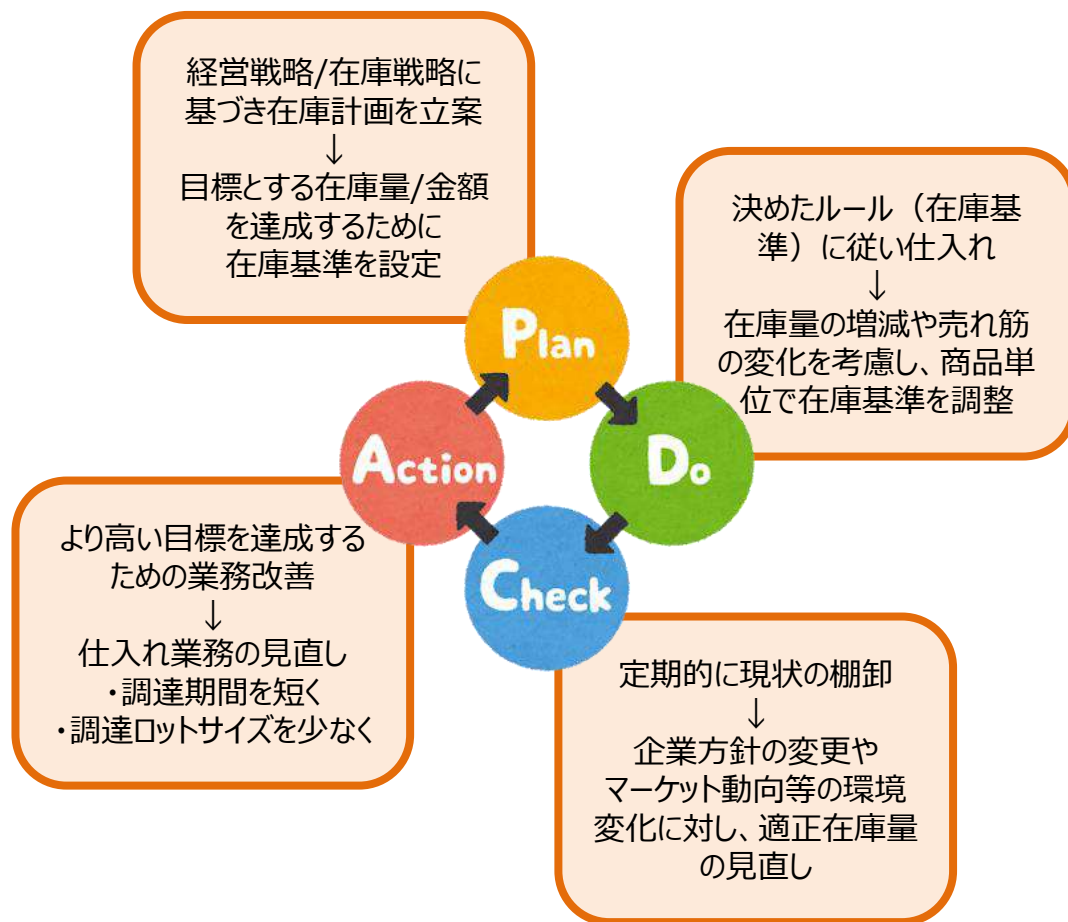 経営戦略/在庫戦略に
基づき在庫計画を立案
↓
目標とする在庫量/金額
を達成するために
在庫基準を設定
Plan
決めたルール（在庫基
準）に従い仕入れ
↓
在庫量の増減や売れ筋
の変化を考慮し、商品単
位で在庫基準を調整
Do
Check
定期的に現状の棚卸
↓
企業方針の変更や
マーケット動向等の環境
変化に対し、適正在庫量
の見直し
Action
より高い目標を達成する
ための業務改善
↓
仕入れ業務の見直し
・調達期間を短く
・調達ロットサイズを少なく